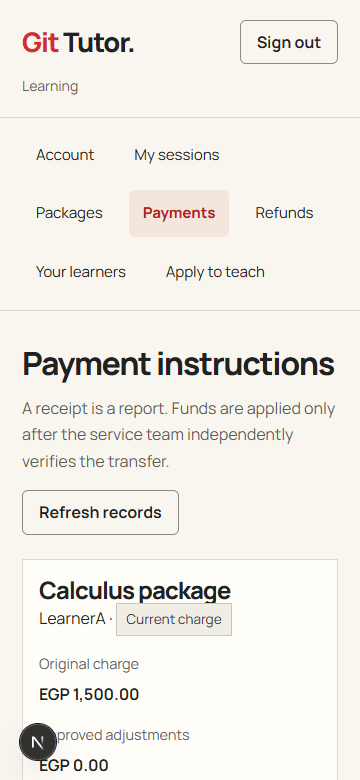 Git Tutor.
Sign out
Learning
Account
My sessions
Packages
Payments
Refunds
Your learners
Apply to teach
Payment instructions
A receipt is a report. Funds are applied only
after the service team independently
verifies the transfer.
Refresh records
Calculus package
LearnerA · Current charge
Original charge
EGP 1,500.00
proved adjustments
EGP 0.00
N